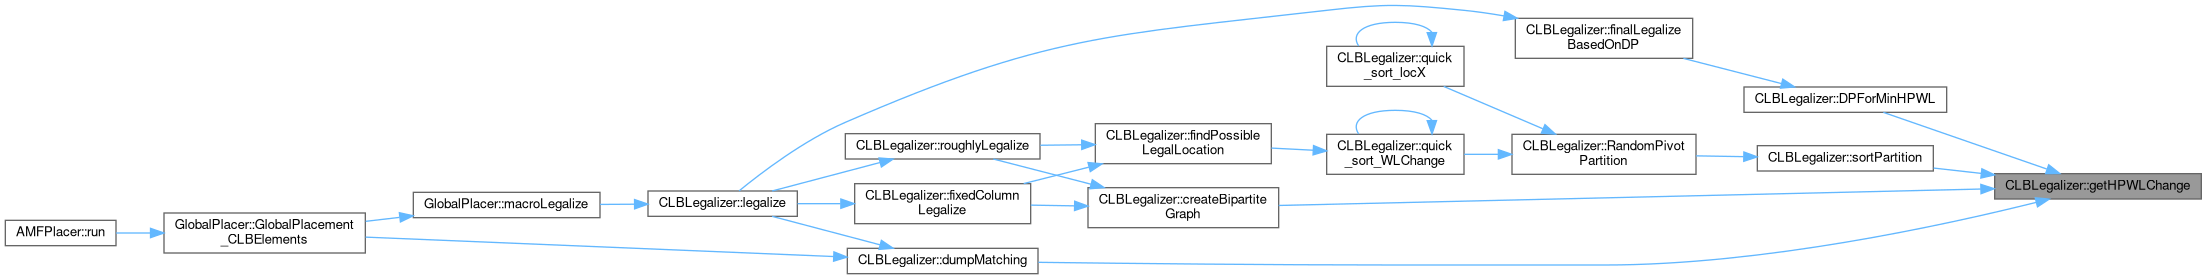 AMFPlacer::run
GlobalPlacer::GlobalPlacement
_CLBElements
GlobalPlacer::macroLegalize
CLBLegalizer::legalize
CLBLegalizer::roughlyLegalize
CLBLegalizer::fixedColumn
Legalize
CLBLegalizer::dumpMatching
CLBLegalizer::findPossible
LegalLocation
CLBLegalizer::createBipartite
Graph
CLBLegalizer::quick
_sort_locX
CLBLegalizer::quick
_sort_WLChange
CLBLegalizer::finalLegalize
BasedOnDP
CLBLegalizer::RandomPivot
Partition
CLBLegalizer::DPForMinHPWL
CLBLegalizer::sortPartition
CLBLegalizer::getHPWLChange